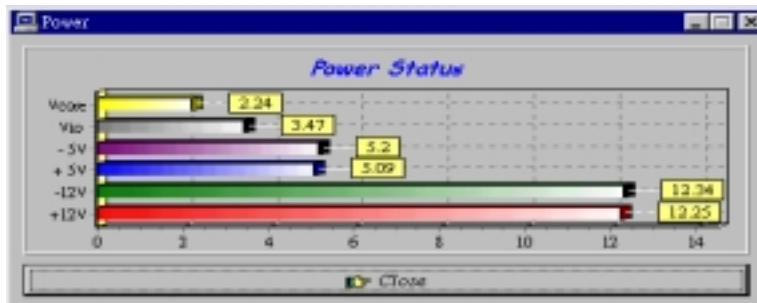 Power
Power Status
Vcore 2.24
Vio 3.47
- 5V 5.2
+ 5V 5.09
-12V 12.34
+12V 12.25
0 2 4 6 8 10 12 14
Close